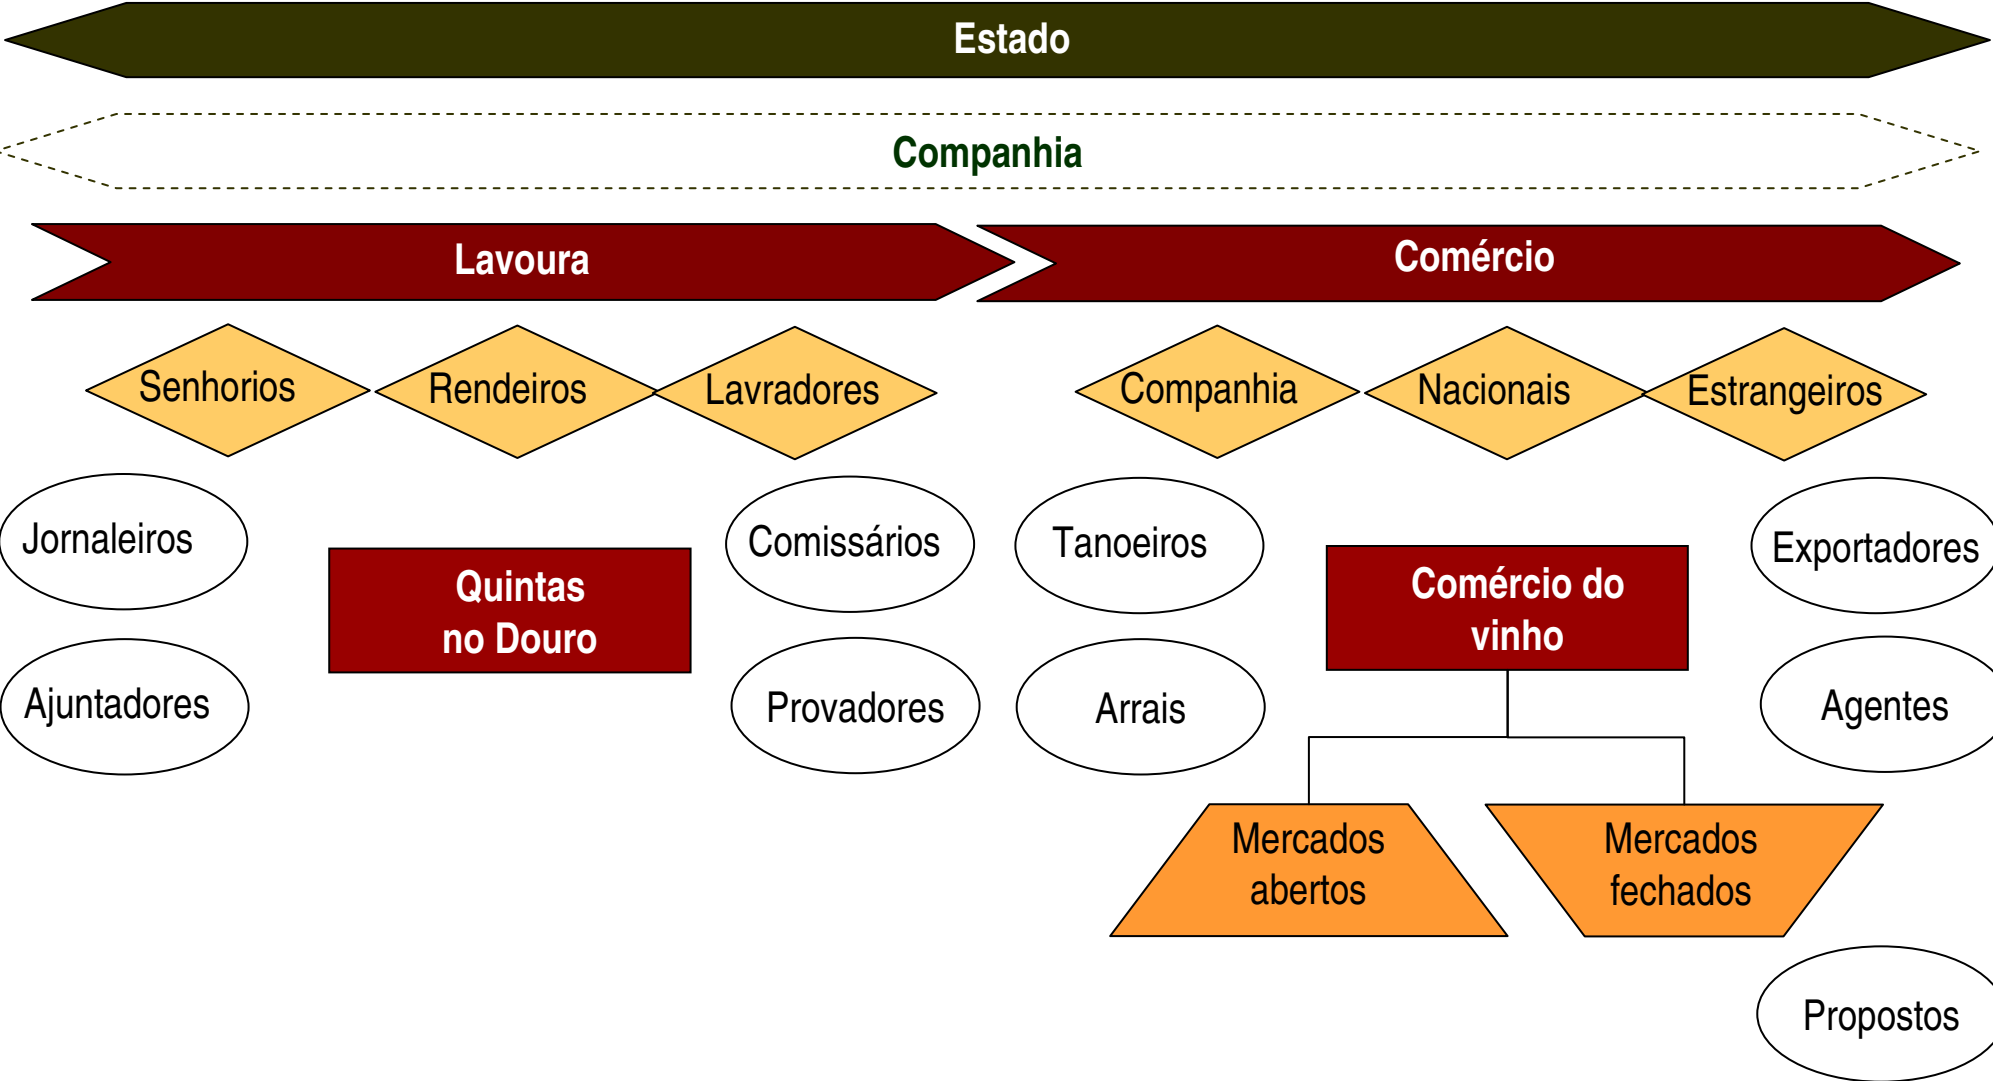 Estado
Companhia
Lavoura
Comércio
Senhorios
Rendeiros
Lavradores
Companhia
Nacionais
Estrangeiros
Jornaleiros
Comissários
Tanoeiros
Exportadores
Quintas
no Douro
Comércio do
vinho
Ajuntadores
Provadores
Arrais
Agentes
Mercados
abertos
Mercados
fechados
Propostos